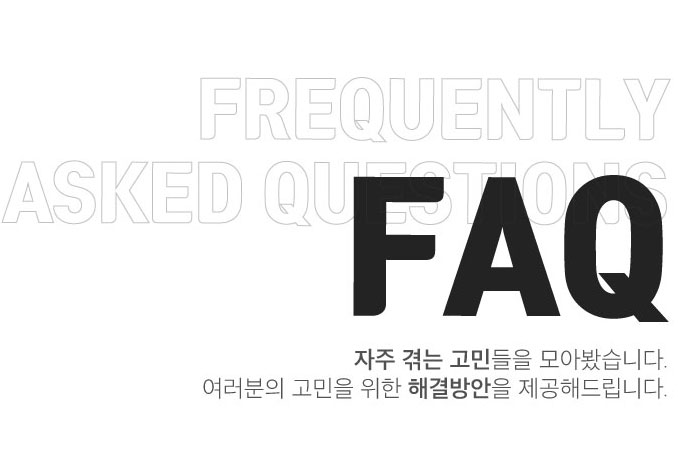 FREQUENTLY
ASKED QUESTIONS
FAQ
자주 겪는 고민들을 모아봤습니다.
여러분의 고민을 위한 해결방안을 제공해드립니다.